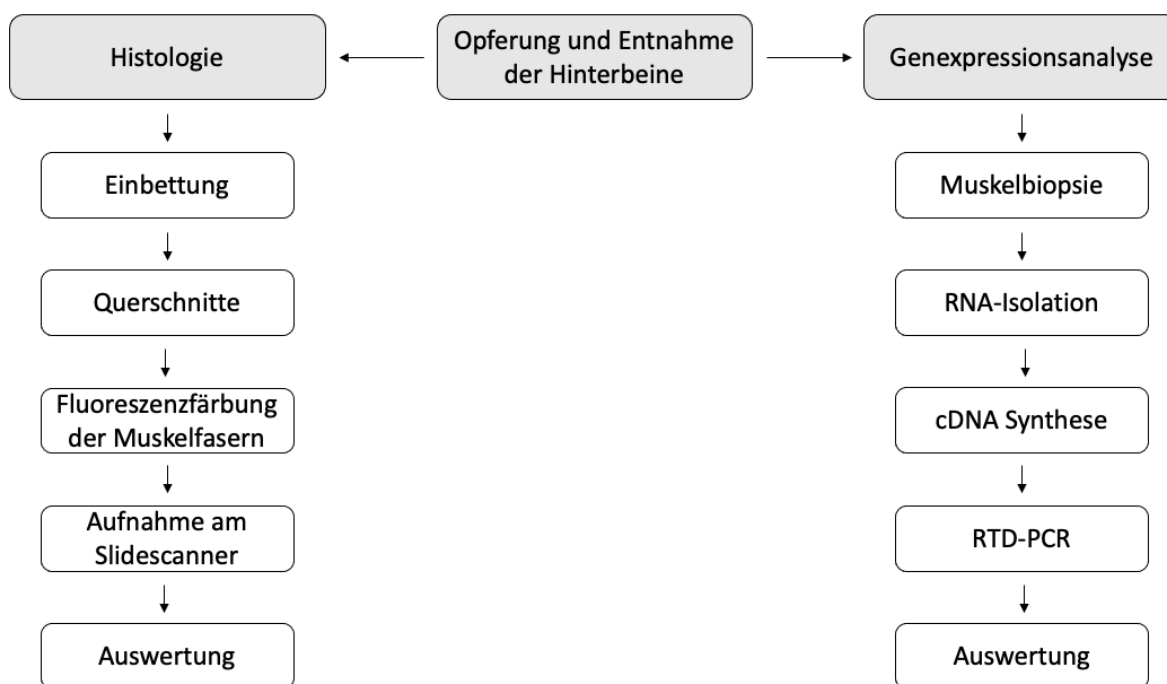 Histologie
Opferung und Entnahme
der Hinterbeine
Genexpressionsanalyse
Einbettung
Muskelbiopsie
Querschnitte
RNA-Isolation
Fluoreszenzfärbung
der Muskelfasern
cDNA Synthese
Aufnahme am
Slidescanner
RTD-PCR
Auswertung
Auswertung